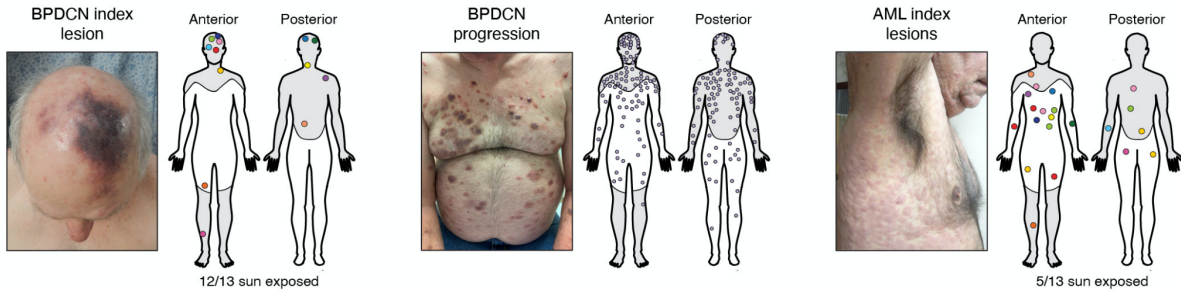 BPDCN index
lesion
Anterior
Posterior
12/13 sun exposed
BPDCN
progression
Anterior
Posterior
AML index
lesions
Anterior
Posterior
5/13 sun exposed